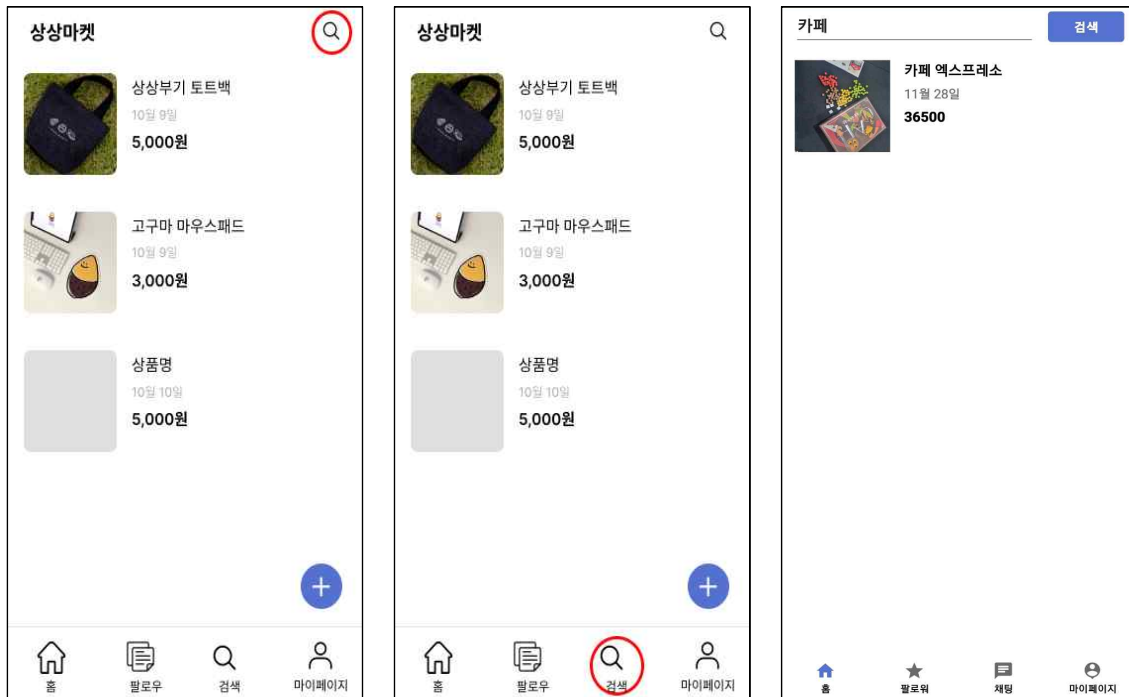 상상마켓
상상부기 토트백
10월 9일
5,000원
고구마 마우스패드
10월 9일
3,000원
상품명
10월 10일
5,000원
홈
팔로우
검색
마이페이지
상상마켓
상상부기 토트백
10월 9일
5,000원
고구마 마우스패드
10월 9일
3,000원
상품명
10월 10일
5,000원
홈
팔로우
검색
마이페이지
카페
검색
카페 엑스프레소
11월 28일
36500
홈
팔로워
채팅
마이페이지